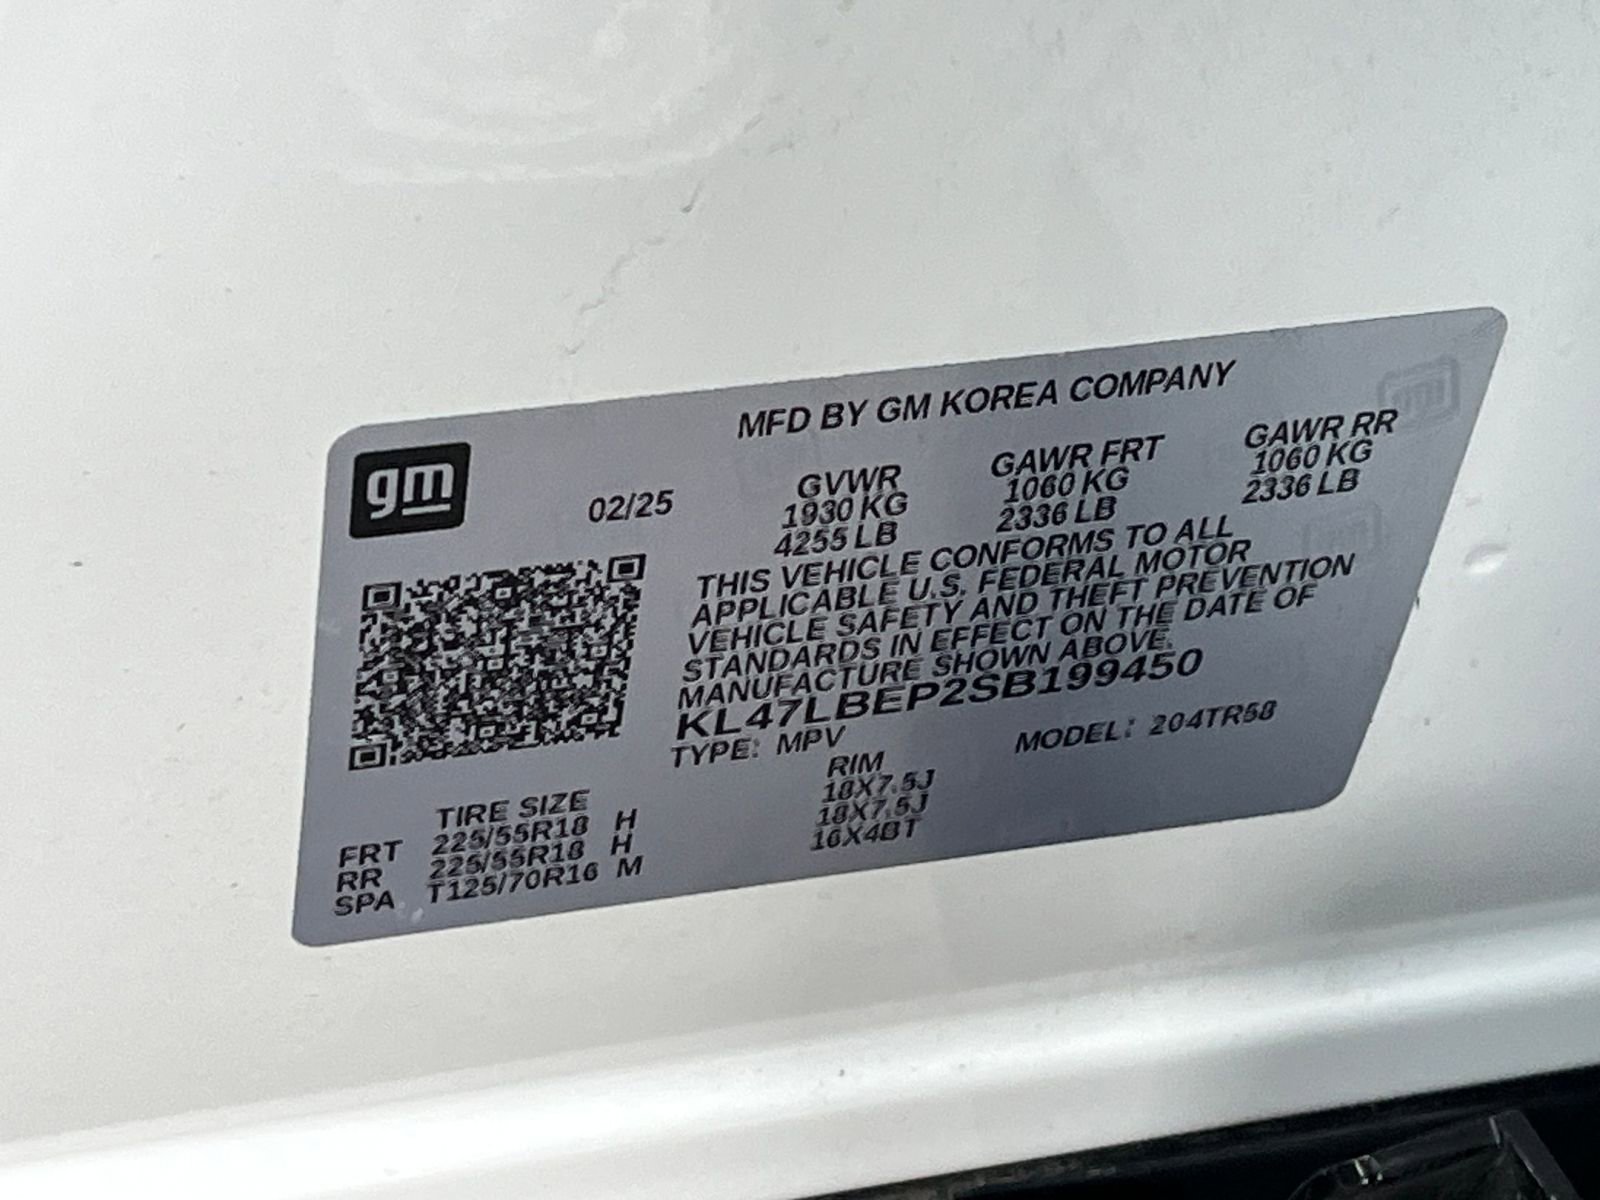 MFD BY GM KOREA COMPANY
gm
02/25
GVWR GAWR FRT GAWR RR
1930 KG 1060 KG 1060 KG
4255 LB 2336 LB 2336 LB
THIS VEHICLE CONFORMS TO ALL
APPLICABLE U.S. FEDERAL MOTOR
VEHICLE SAFETY AND THEFT PREVENTION
STANDARDS IN EFFECT ON THE DATE OF
MANUFACTURE SHOWN ABOVE.
KL47LBEP2SB199450
TYPE: MPV MODEL: 204TR58
TIRE SIZE RIM
FRT 225/55R18 H 18X7.5J
RR 225/55R18 H 18X7.5J
SPA T125/70R16 M 16X4BT